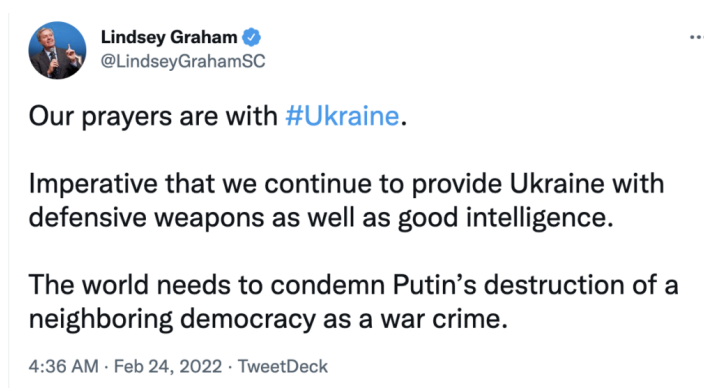 Lindsey Graham
@LindseyGrahamSC
Our prayers are with #Ukraine.
Imperative that we continue to provide Ukraine with
defensive weapons as well as good intelligence.
The world needs to condemn Putin’s destruction of a
neighboring democracy as a war crime.
4:36 AM · Feb 24, 2022 · TweetDeck